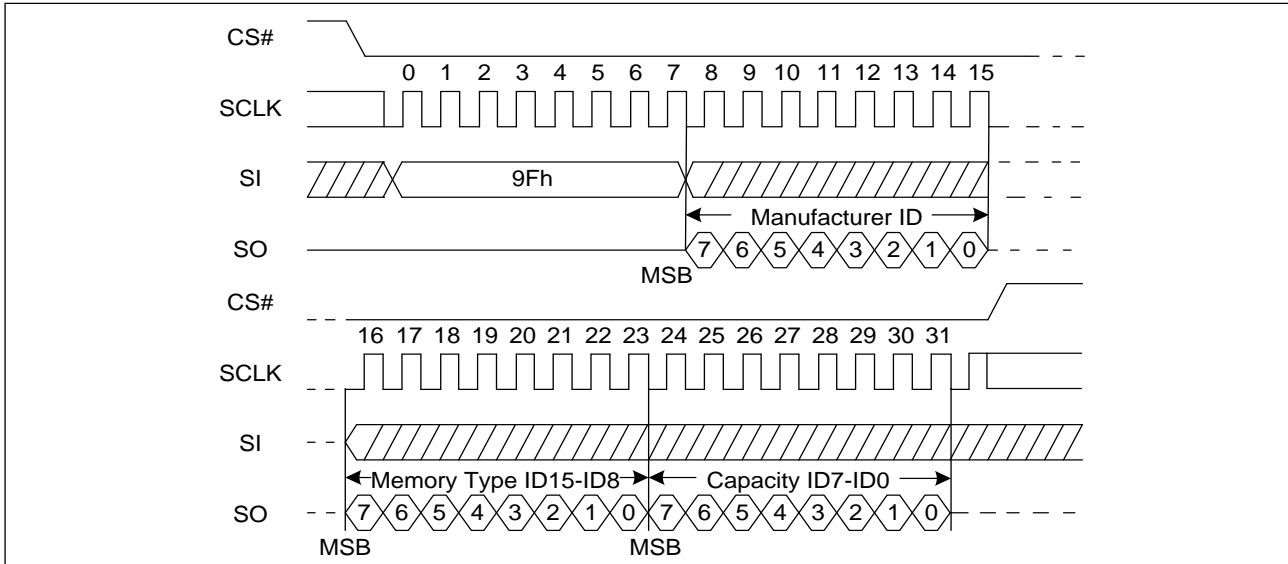 CS#
0 1 2 3 4 5 6 7 8 9 10 11 12 13 14 15
SCLK
SI
9Fh
Manufacturer ID
SO
7 6 5 4 3 2 1 0
MSB
CS#
16 17 18 19 20 21 22 23 24 25 26 27 28 29 30 31
SCLK
SI
Memory Type ID15-ID8 Capacity ID7-ID0
SO
7 6 5 4 3 2 1 0 7 6 5 4 3 2 1 0
MSB MSB